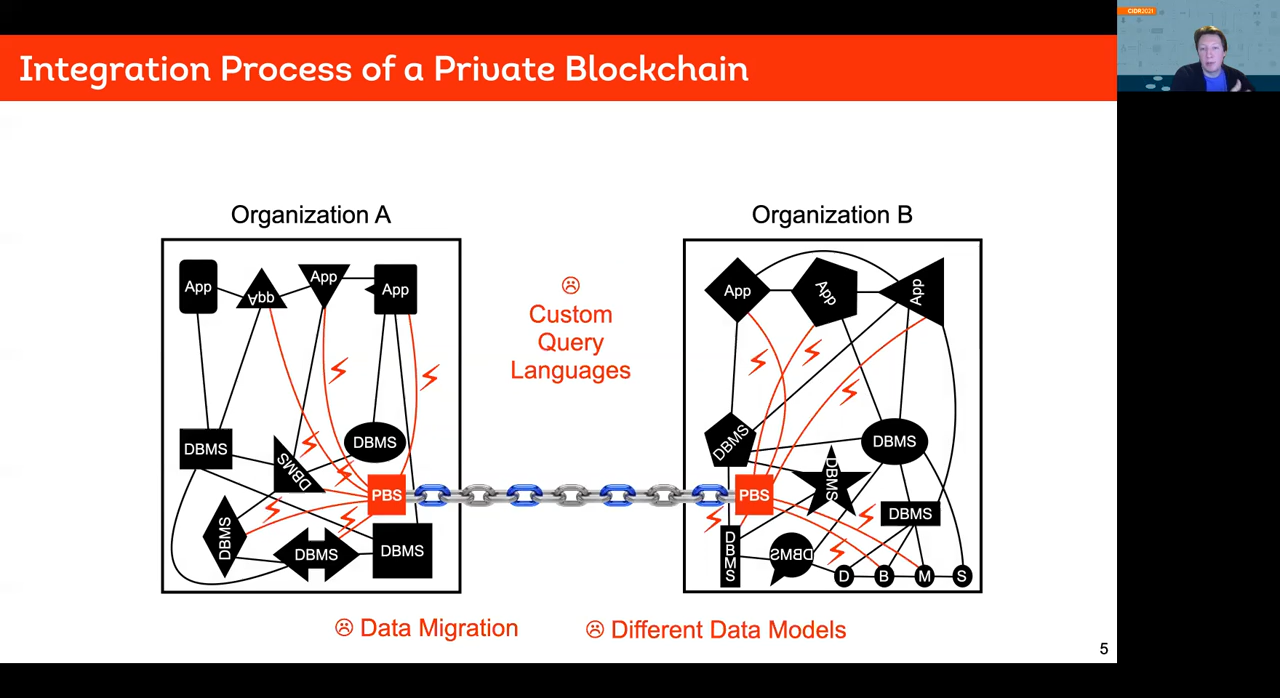 CIDR2021
Integration Process of a Private Blockchain
Organization A
Organization B
App
App
App
App
App
App
App
☹
Custom
Query
Languages
DBMS
DBMS
DBMS
DBMS
DBMS
DBMS
PBS
PBS
DBMS
DBMS
DBMS
DBMS
DBMS
DBMS
D
B
M
S
☹ Data Migration
☹ Different Data Models
5